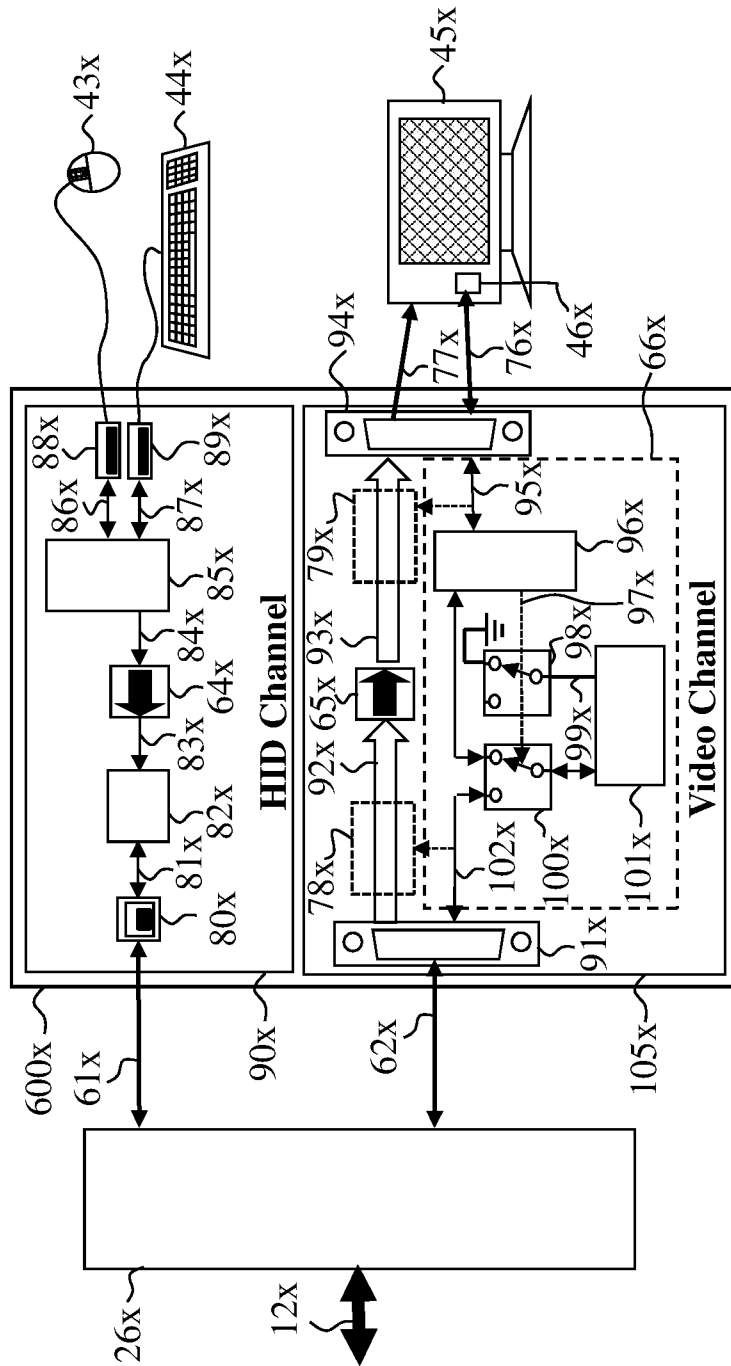 43x
44x
45x
88x
89x
86x
87x
85x
84x
64x
83x
82x
81x
80x
HID Channel
600x
61x
90x
94x
77x
76x
46x
66x
79x
95x
93x
96x
97x
65x
98x
99x
92x
78x
102x
100x
101x
91x
Video Channel
62x
105x
26x
12x